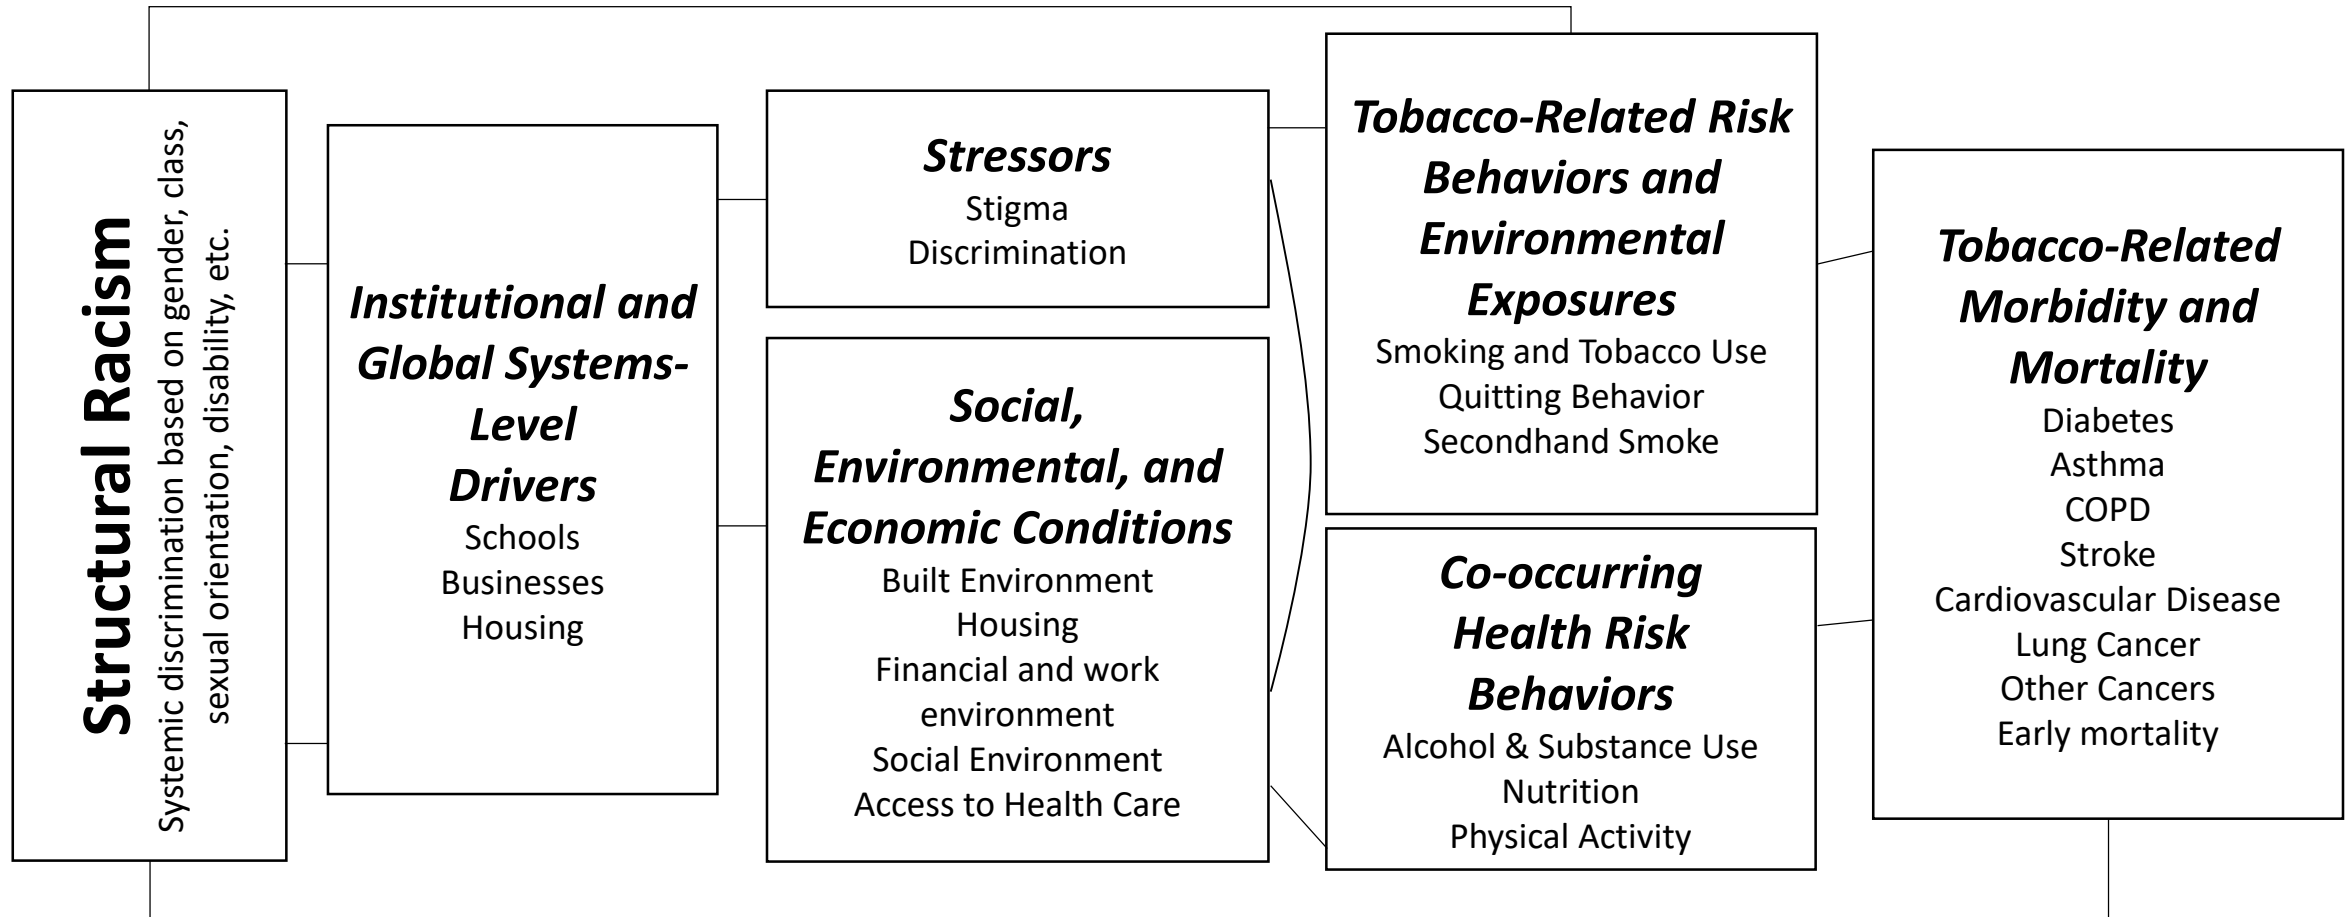 Structural Racism
Systemic discrimination based on gender, class,
sexual orientation, disability, etc.
Institutional and
Global Systems-
Level
Drivers
Schools
Businesses
Housing
Stressors
Stigma
Discrimination
Social,
Environmental, and
Economic Conditions
Built Environment
Housing
Financial and work
environment
Social Environment
Access to Health Care
Tobacco-Related Risk
Behaviors and
Environmental
Exposures
Smoking and Tobacco Use
Quitting Behavior
Secondhand Smoke
Co-occurring
Health Risk
Behaviors
Alcohol & Substance Use
Nutrition
Physical Activity
Tobacco-Related
Morbidity and
Mortality
Diabetes
Asthma
COPD
Stroke
Cardiovascular Disease
Lung Cancer
Other Cancers
Early mortality